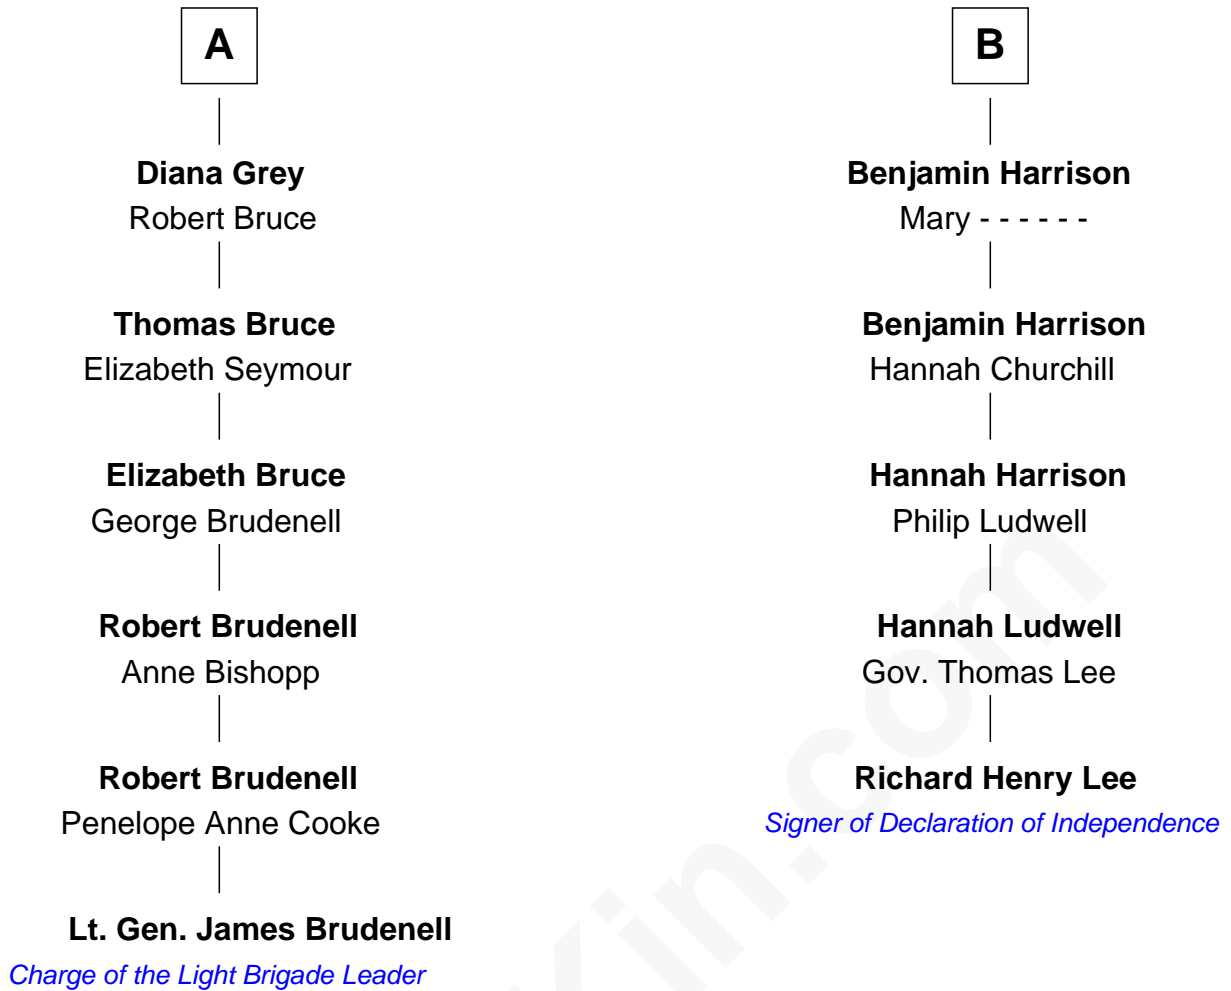 A
Diana Grey
Robert Bruce
Thomas Bruce
Elizabeth Seymour
Elizabeth Bruce
George Brudenell
Robert Brudenell
Anne Bishopp
Robert Brudenell
Penelope Anne Cooke
Lt. Gen. James Brudenell
Charge of the Light Brigade Leader
B
Benjamin Harrison
Mary - - - - - -
Benjamin Harrison
Hannah Churchill
Hannah Harrison
Philip Ludwell
Hannah Ludwell
Gov. Thomas Lee
Richard Henry Lee
Signer of Declaration of Independence
Kin.com